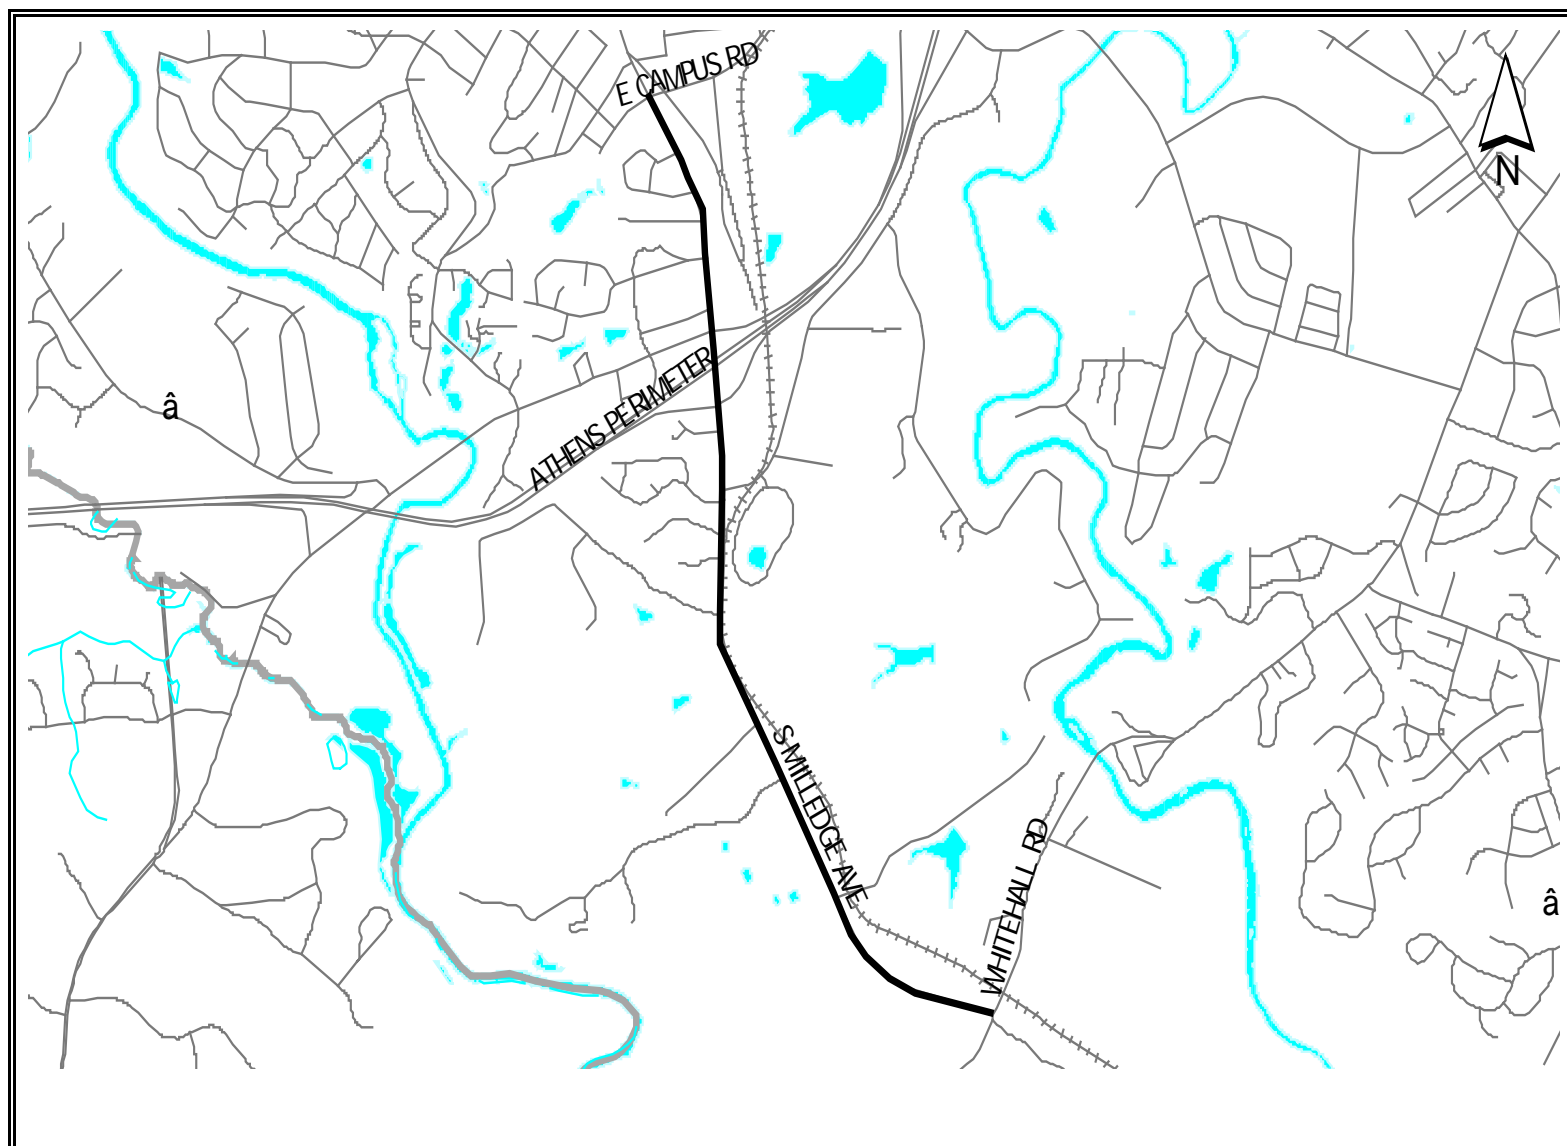 E CAMPUS RD
N
ATHENS PERIMETER
â
S MILLEDGE AVE
WHITEHALL RD
â